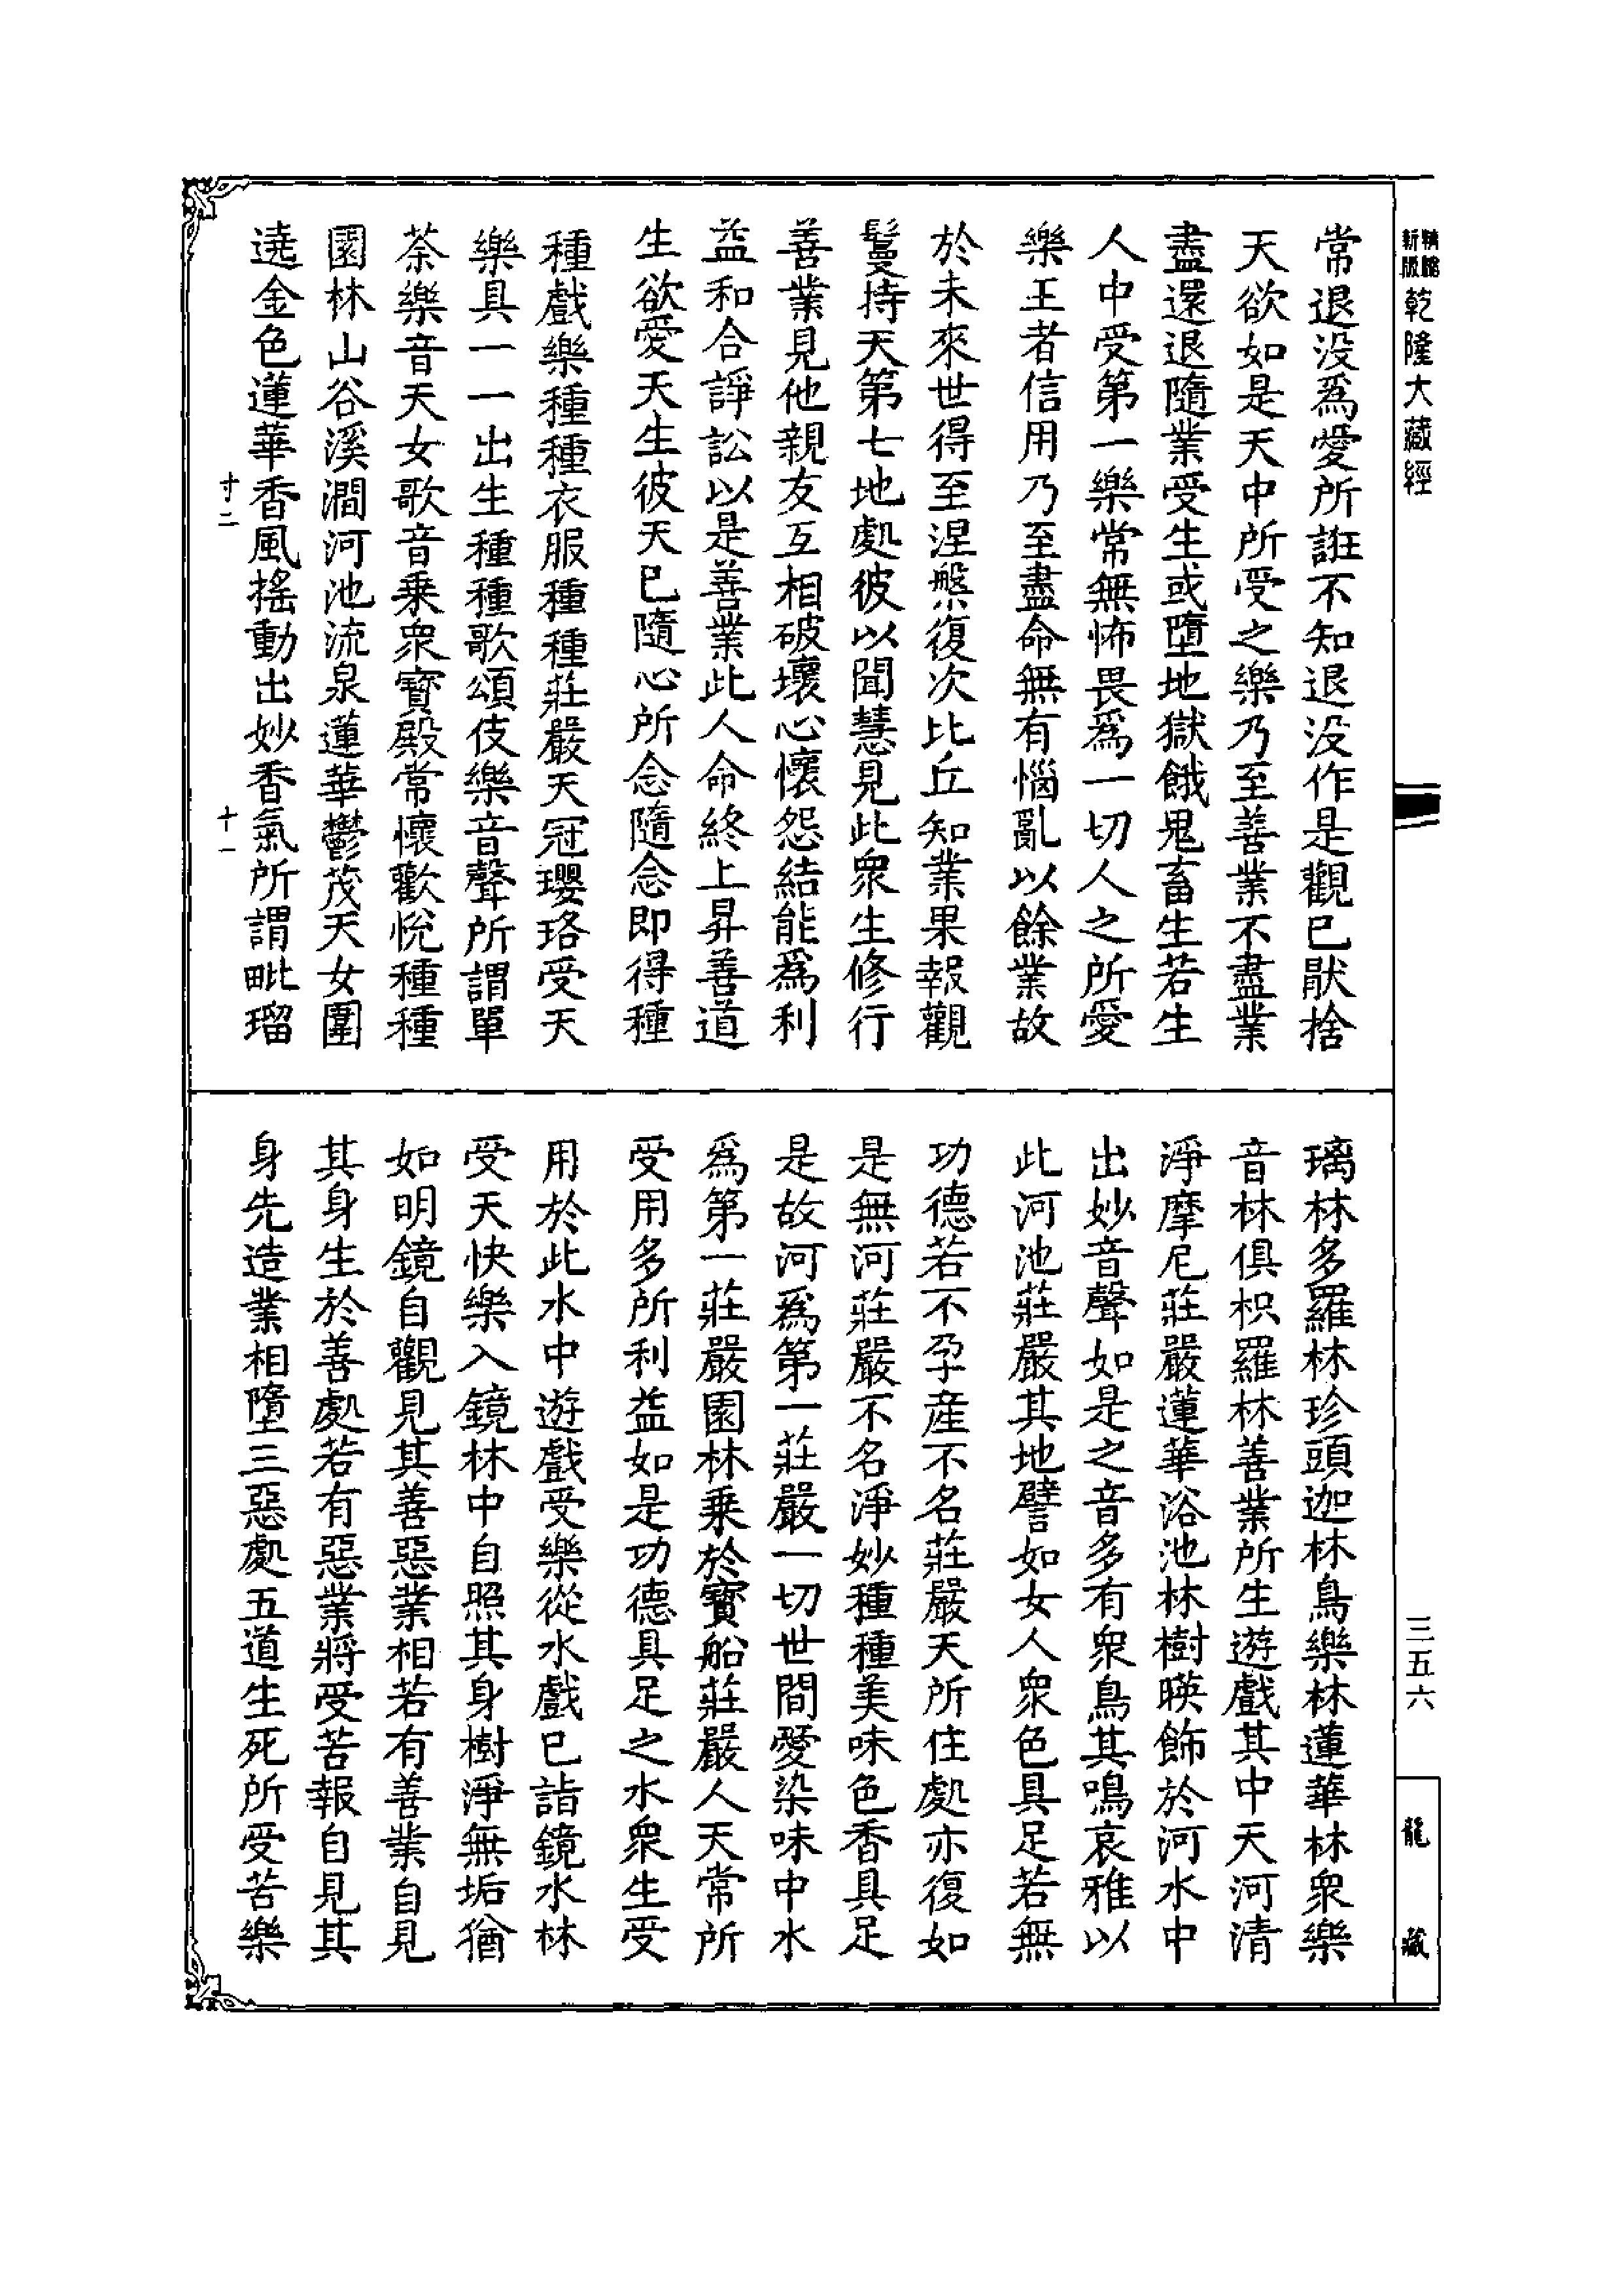 新版
精縮
乾隆大藏經
三五六
龍藏
常退没爲愛所誑不知退没作是觀已猒捨
天欲如是天中所受之樂乃至善業不盡業
盡還退隨業受生或墮地獄餓鬼畜生若生
人中受第一樂常無怖畏爲一切人之所愛
樂王者信用乃至盡命無有惱亂以餘業故
於未來世得至涅槃復次比丘知業果報觀
鬘持天第七地處彼以聞慧見此衆生修行
善業見他親友互相破壞心懷怨結能爲利
益和合諍訟以是善業此人命終上昇善道
生欲愛天生彼天已隨心所念隨念即得種
種戲樂種種衣服種種莊嚴天冠瓔珞受天
樂具一一出生種種歌頌伎樂音聲所謂單
荼樂音天女歌音乗衆寶殿常懷歡悅種種
園林山谷溪澗河池流泉蓮華鬱茂天女圍
遶金色蓮華香風搖動出妙香氣所謂毗瑠
寸二 十一
璃林多羅林珍頭迦林鳥樂林蓮華林衆樂
音林俱枳羅林善業所生遊戲其中天河清
淨摩尼莊嚴蓮華浴池林樹暎飾於河水中
出妙音聲如是之音多有衆鳥其鳴哀雅以
此河池莊嚴其地譬如女人衆色具足若無
功德若不孕産不名莊嚴天所住處亦復如
是無河莊嚴不名淨妙種種美味色香具足
是故河爲第一莊嚴一切世間愛染味中水
爲第一莊嚴園林乗於寳船莊嚴人天常所
受用多所利益如是功德具足之水衆生受
用於此水中遊戲受樂從水戲已詣鏡水林
受天快樂入鏡林中自照其身樹淨無垢猶
如明鏡自觀見其善惡業相若有善業自見
其身生於善處若有惡業將受苦報自見其
身先造業相墮三惡處五道生死所受苦樂